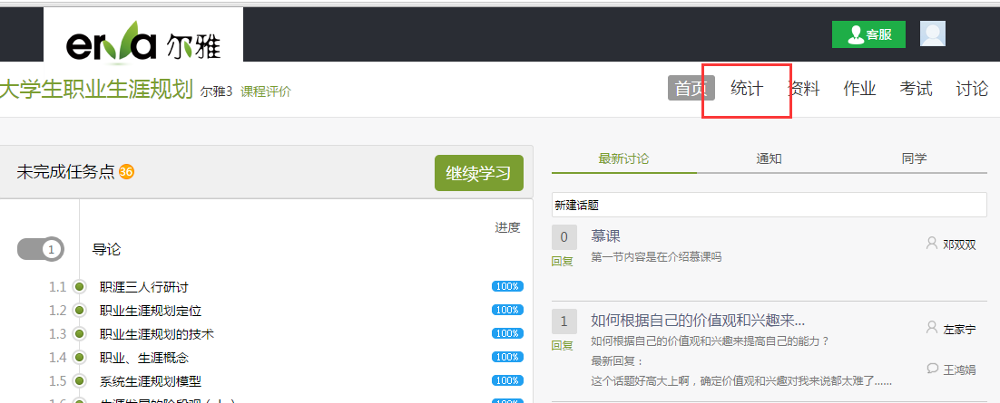 erya 尔雅
客服
大学生职业生涯规划 尔雅3 课程评价
首页 统计 资料 作业 考试 讨论
未完成任务点 36
继续学习
进度
1 导论
1.1 职涯三人行研讨 100%
1.2 职业生涯规划定位 100%
1.3 职业生涯规划的技术 100%
1.4 职业、生涯概念 100%
1.5 系统生涯规划模型 100%
1.6 生涯发展的阶段观（上） 100%
最新讨论 通知 同学
新建话题
0 慕课
回复 第一节内容是在介绍慕课吗
邓双双
1 如何根据自己的价值观和兴趣来...
回复 如何根据自己的价值观和兴趣来提高自己的能力？
左家宁
最新回复：
这个话题好高大上啊，确定价值观和兴趣对我来说都太难了......
王鸿娟